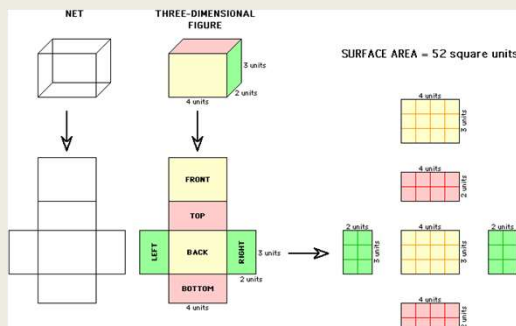 NET
THREE-DIMENSIONAL
FIGURE
3 units
2 units
4 units
SURFACE AREA = 52 square units
4 units
3 units
FRONT
4 units
TOP
2 units
LEFT
BACK
RIGHT
3 units
2 units
BOTTOM
4 units
2 units
3 units
4 units
3 units
2 units
3 units
4 units